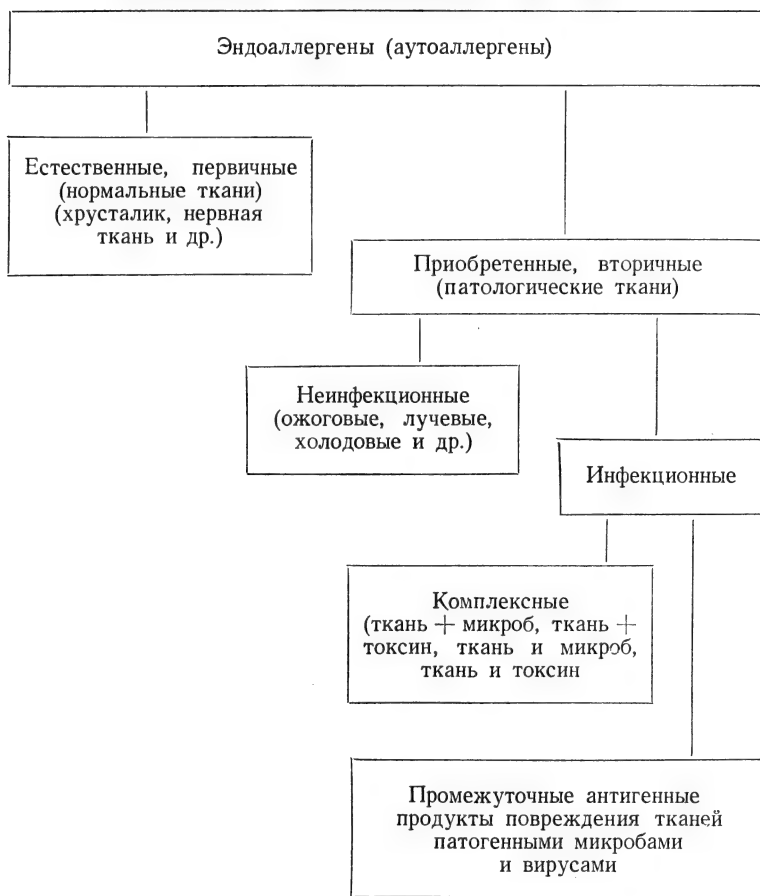 Эндоаллергены (аутоаллергены)
Естественные, первичные
(нормальные ткани)
(хрусталик, нервная
ткань и др.)
Приобретенные, вторичные
(патологические ткани)
Неинфекционные
(ожоговые, лучевые,
холодовые и др.)
Инфекционные
Комплексные
(ткань + микроб, ткань +
токсин, ткань и микроб,
ткань и токсин
Промежуточные антигенные
продукты повреждения тканей
патогенными микробами
и вирусами